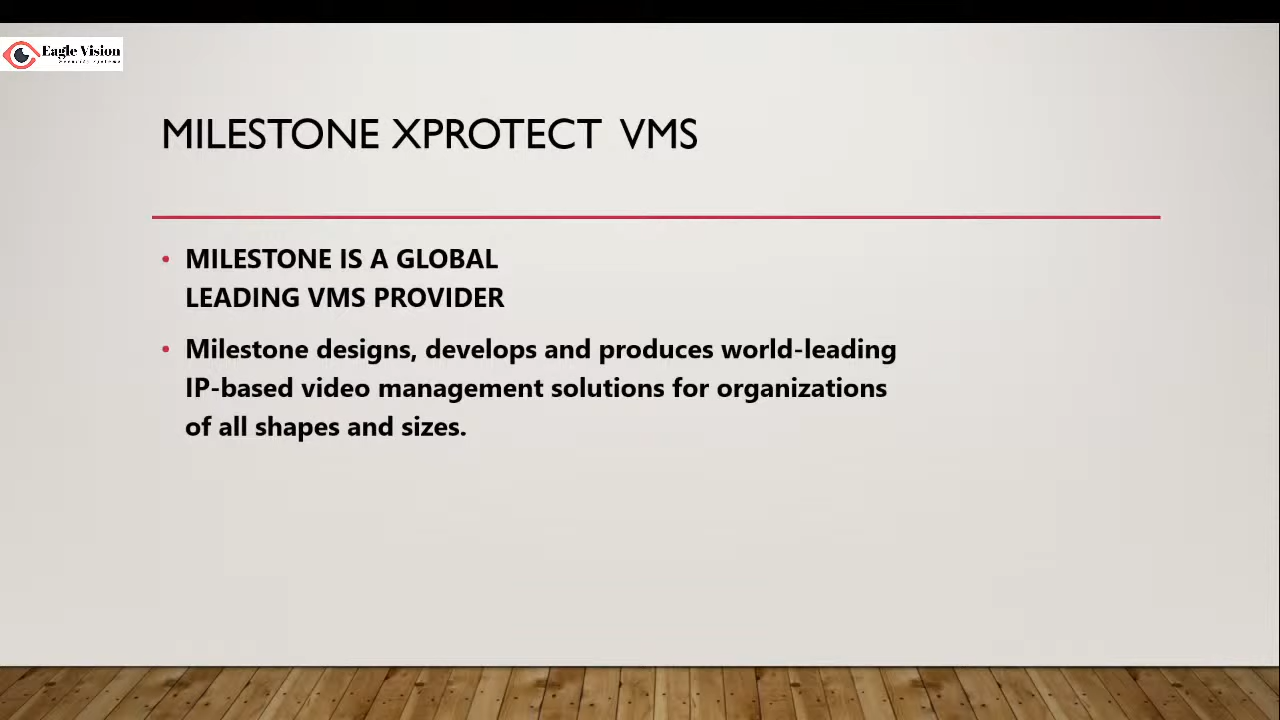 Eagle Vision
MILESTONE XPROTECT VMS
• MILESTONE IS A GLOBAL
LEADING VMS PROVIDER
• Milestone designs, develops and produces world-leading
IP-based video management solutions for organizations
of all shapes and sizes.